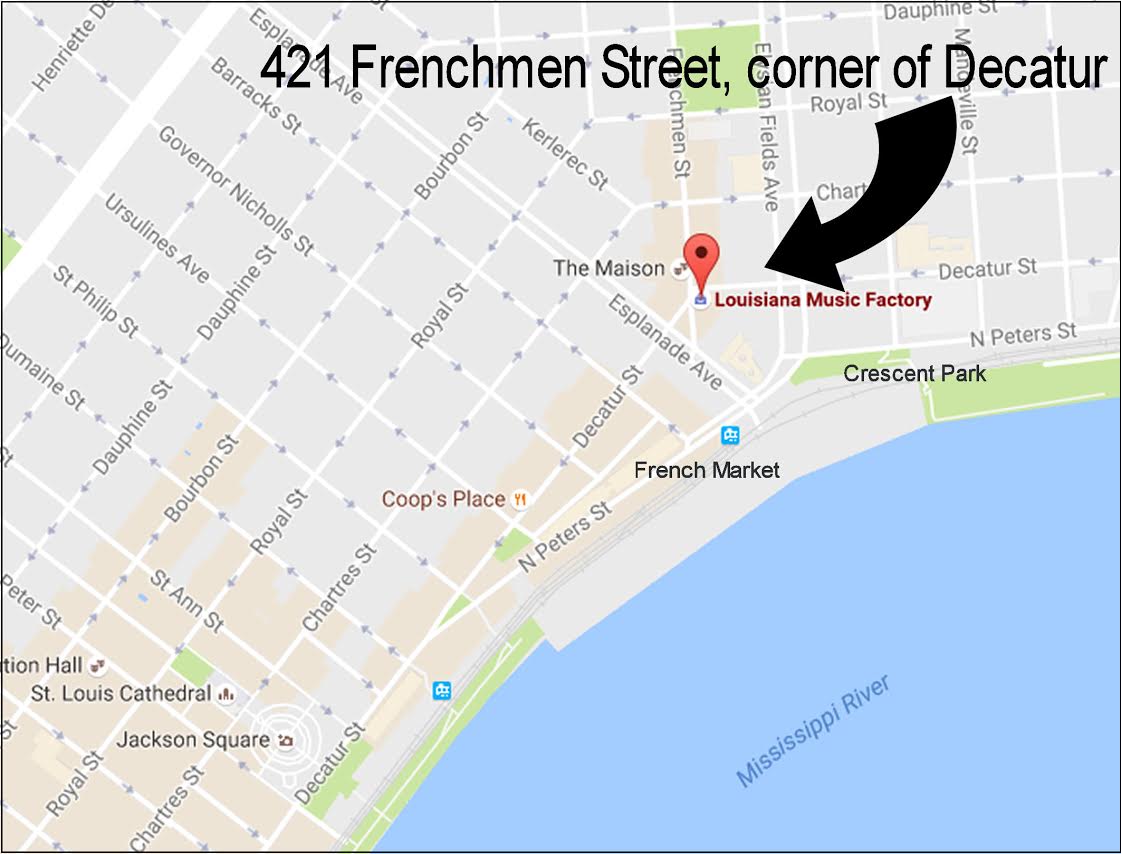 Dauphine St
Henriette De
Esplanade Ave
421 Frenchmen Street, corner of Decatur
Barracks St
Frenchmen St
Elysian Fields Ave
Royal St
Mandeville St
Bourbon St
Kerlerec St
Governor Nicholls St
Chart
Ursulines Ave
Dauphine St
St Philip St
The Maison
Decatur St
Louisiana Music Factory
Royal St
Esplanade Ave
N Peters St
Dumaine St
Crescent Park
Dauphine St
Decatur St
Bourbon St
French Market
Coop's Place
Royal St
N Peters St
Chartres St
St Ann St
Peter St
tion Hall
St. Louis Cathedral
Mississippi River
Jackson Square
Decatur St
Royal St
Chartres St